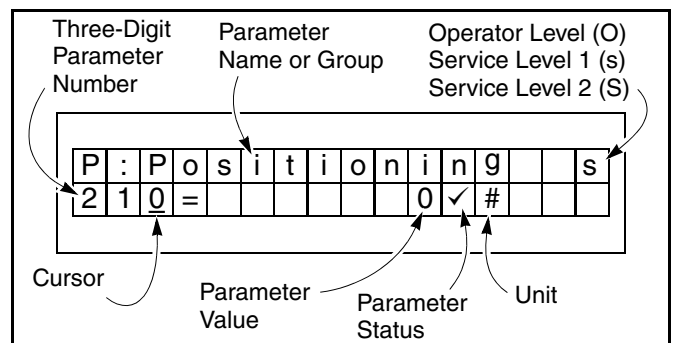 Three-Digit
Parameter
Number
Parameter
Name or Group
Operator Level (O)
Service Level 1 (s)
Service Level 2 (S)
P:Positioning s
210= 0✓#
Cursor
Parameter
Value
Parameter
Status
Unit